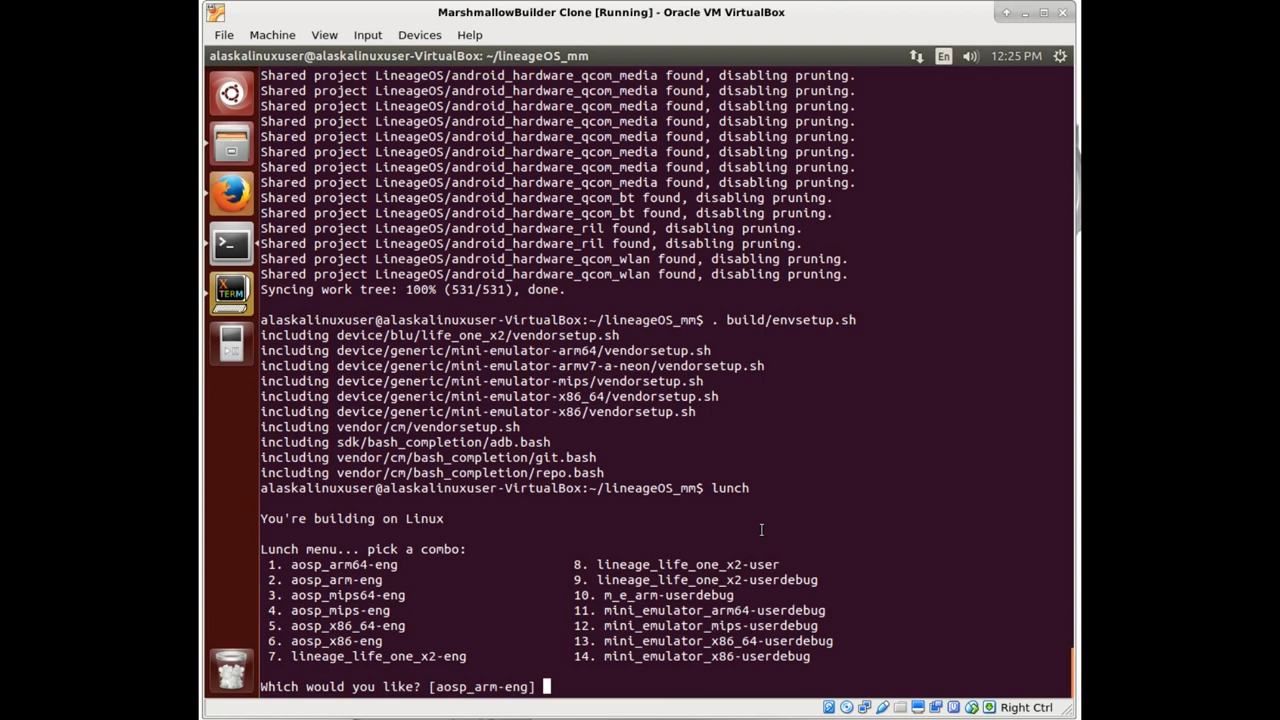 MarshmallowBuilder Clone [Running] - Oracle VM VirtualBox
File Machine View Input Devices Help
alaskalinuxuser@alaskalinuxuser-VirtualBox: ~/lineageOS_mm En 12:25 PM
Shared project LineageOS/android_hardware_qcom_media found, disabling pruning.
Shared project LineageOS/android_hardware_qcom_media found, disabling pruning.
Shared project LineageOS/android_hardware_qcom_media found, disabling pruning.
Shared project LineageOS/android_hardware_qcom_media found, disabling pruning.
Shared project LineageOS/android_hardware_qcom_media found, disabling pruning.
Shared project LineageOS/android_hardware_qcom_media found, disabling pruning.
Shared project LineageOS/android_hardware_qcom_media found, disabling pruning.
Shared project LineageOS/android_hardware_qcom_media found, disabling pruning.
Shared project LineageOS/android_hardware_qcom_bt found, disabling pruning.
Shared project LineageOS/android_hardware_qcom_bt found, disabling pruning.
Shared project LineageOS/android_hardware_ril found, disabling pruning.
Shared project LineageOS/android_hardware_ril found, disabling pruning.
Shared project LineageOS/android_hardware_qcom_wlan found, disabling pruning.
Shared project LineageOS/android_hardware_qcom_wlan found, disabling pruning.
Syncing work tree: 100% (531/531), done.
alaskalinuxuser@alaskalinuxuser-VirtualBox:~/lineageOS_mm$ . build/envsetup.sh
including device/blu/life_one_x2/vendorsetup.sh
including device/generic/mini-emulator-arm64/vendorsetup.sh
including device/generic/mini-emulator-armv7-a-neon/vendorsetup.sh
including device/generic/mini-emulator-mips/vendorsetup.sh
including device/generic/mini-emulator-x86_64/vendorsetup.sh
including device/generic/mini-emulator-x86/vendorsetup.sh
including vendor/cm/vendorsetup.sh
including sdk/bash_completion/adb.bash
including vendor/cm/bash_completion/git.bash
including vendor/cm/bash_completion/repo.bash
alaskalinuxuser@alaskalinuxuser-VirtualBox:~/lineageOS_mm$ lunch
You're building on Linux
Lunch menu... pick a combo:
1. aosp_arm64-eng 8. lineage_life_one_x2-user
2. aosp_arm-eng 9. lineage_life_one_x2-userdebug
3. aosp_mips64-eng 10. m_e_arm-userdebug
4. aosp_mips-eng 11. mini_emulator_arm64-userdebug
5. aosp_x86_64-eng 12. mini_emulator_mips-userdebug
6. aosp_x86-eng 13. mini_emulator_x86_64-userdebug
7. lineage_life_one_x2-eng 14. mini_emulator_x86-userdebug
Which would you like? [aosp_arm-eng]
X TERM
Right Ctrl